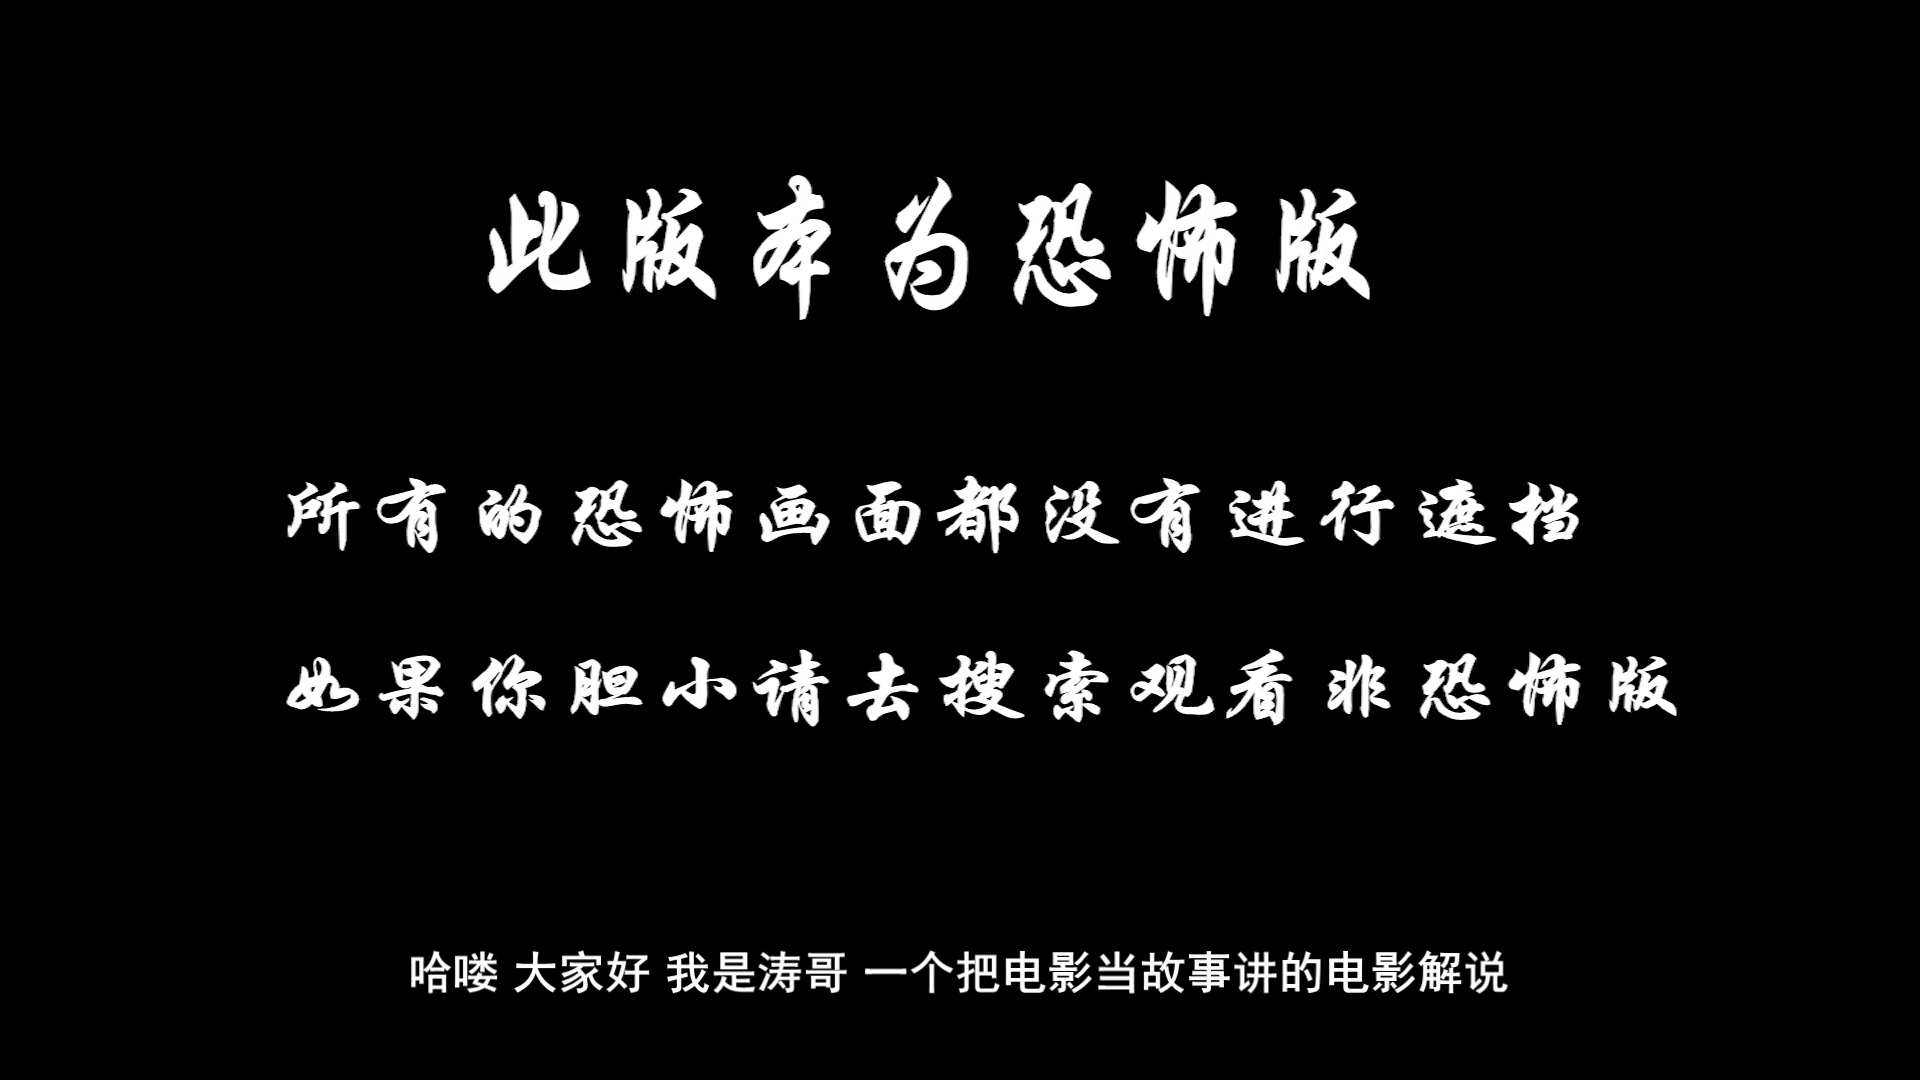 此版本为恐怖版
所有的恐怖画面都没有进行遮挡
如果你胆小请去搜索观看非恐怖版
哈喽 大家好 我是涛哥 一个把电影当故事讲的电影解说